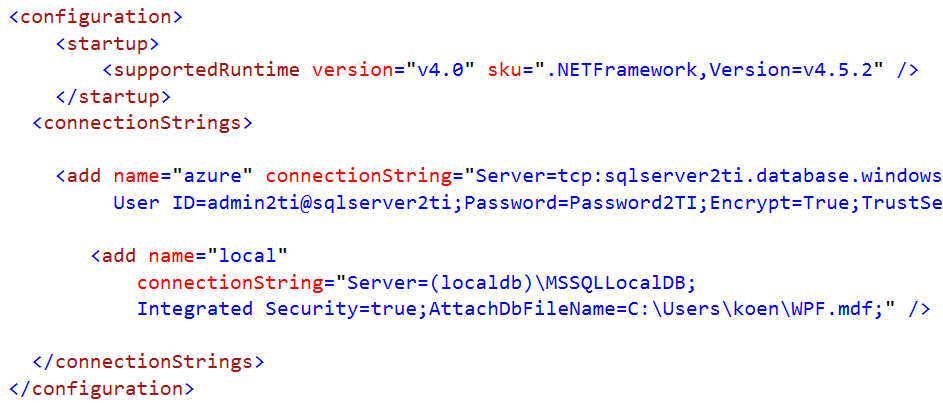 <configuration>
<startup>
<supportedRuntime version="v4.0" sku=".NETFramework,Version=v4.5.2" />
</startup>
<connectionStrings>
<add name="azure" connectionString="Server=tcp:sqlserver2ti.database.windows
User ID=admin2ti@sqlserver2ti;Password=Password2TI;Encrypt=True;TrustSe
<add name="local"
connectionString="Server=(localdb)\MSSQLLocalDB;
Integrated Security=true;AttachDbFileName=C:\Users\koen\WPF.mdf;" />
</connectionStrings>
</configuration>